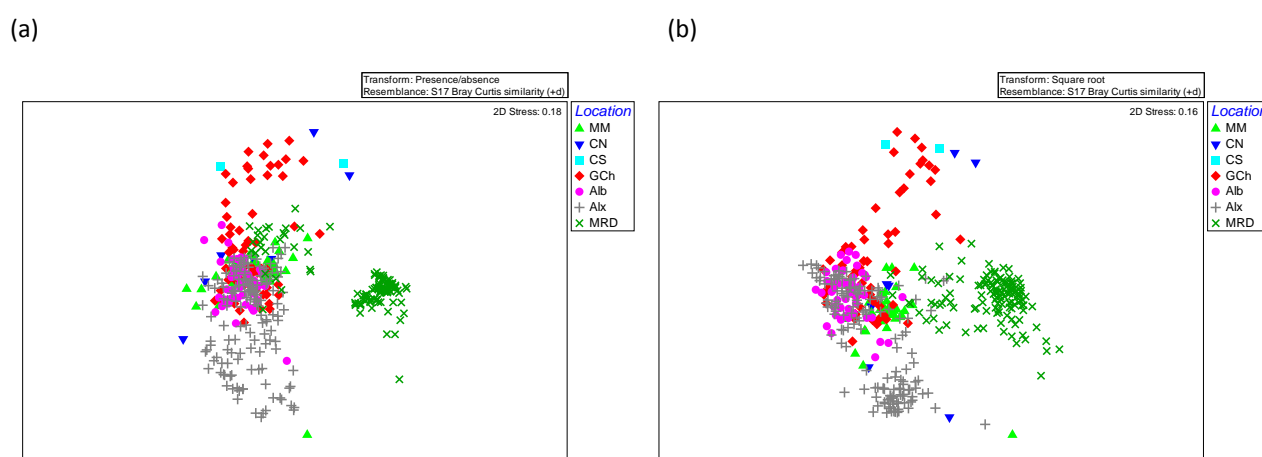 (a)
Transform: Presence/absence
Resemblance: S17 Bray Curtis similarity (+d)
2D Stress: 0.18
Location
MM
CN
CS
GCh
Alb
Alx
MRD
(b)
Transform: Square root
Resemblance: S17 Bray Curtis similarity (+d)
2D Stress: 0.16
Location
MM
CN
CS
GCh
Alb
Alx
MRD